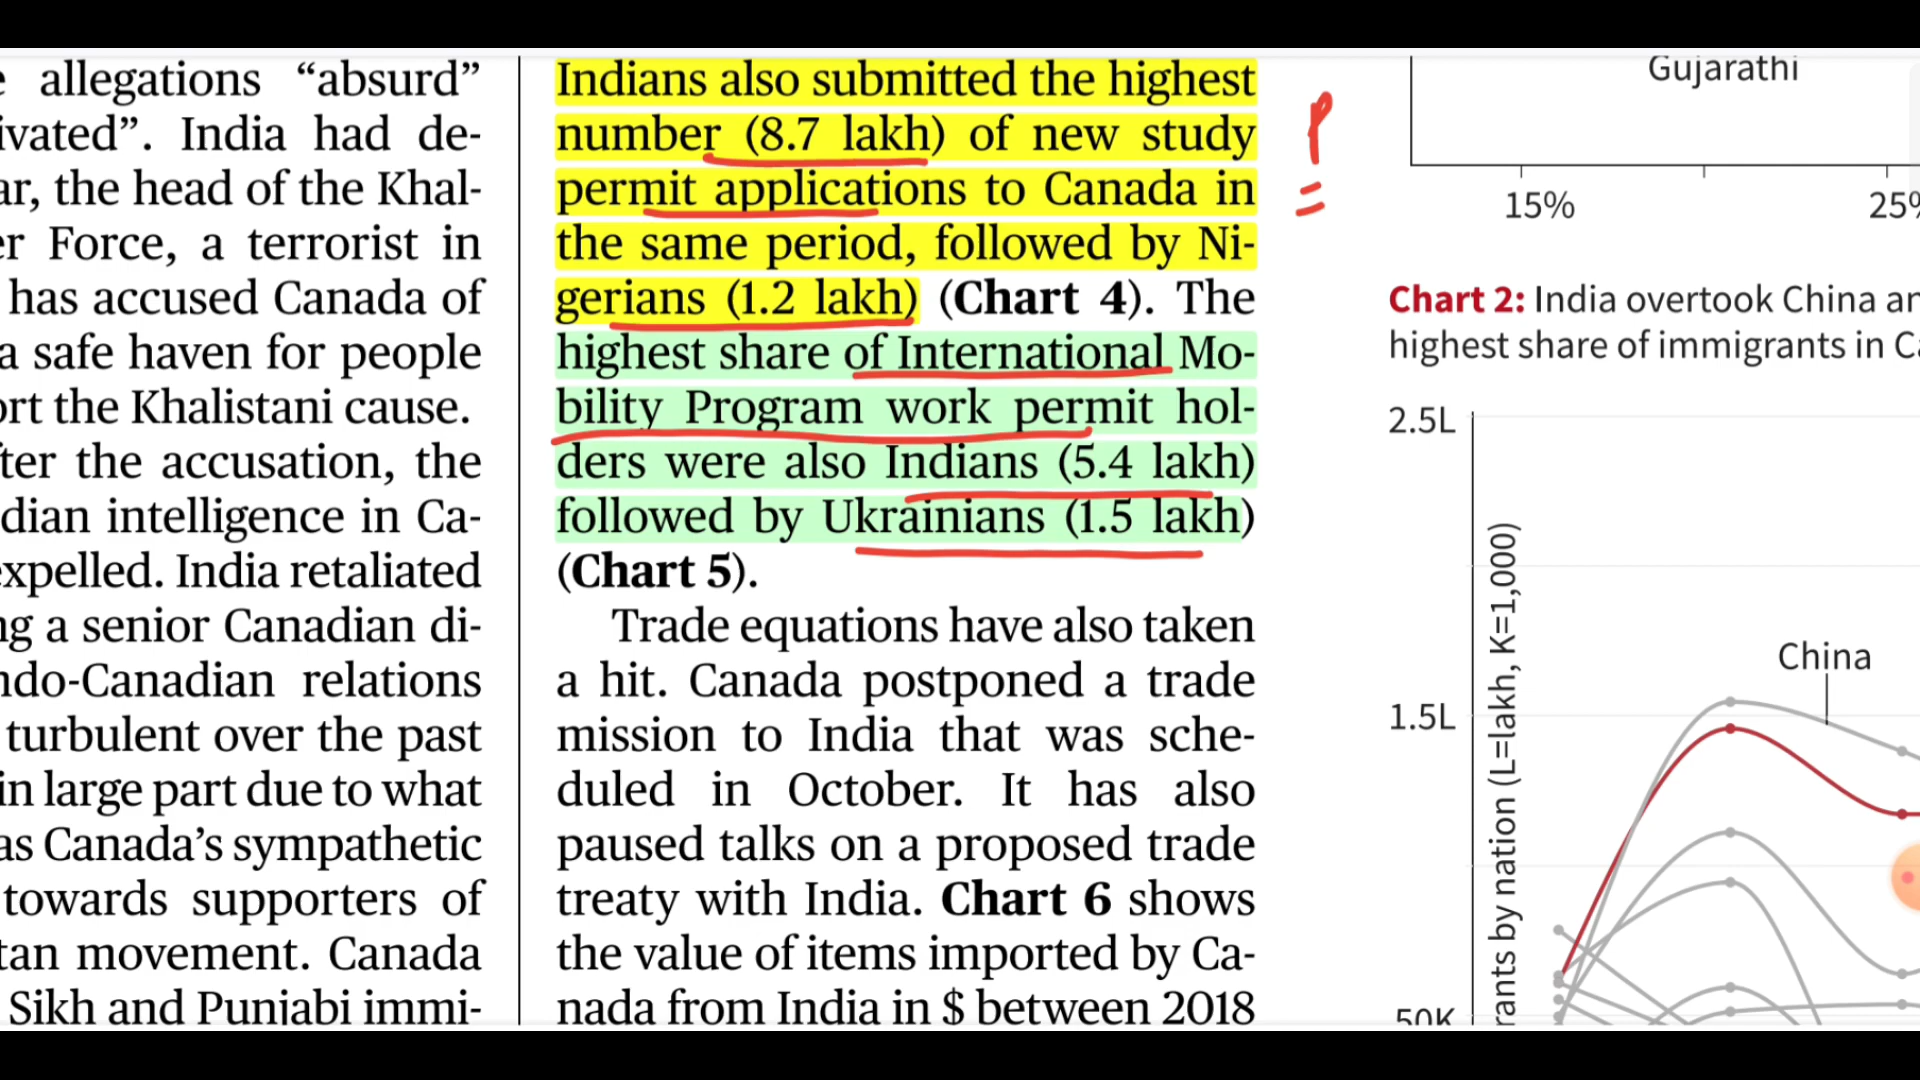 allegations “absurd”
ivated”. India had de-
ar, the head of the Khal-
er Force, a terrorist in
has accused Canada of
a safe haven for people
ort the Khalistani cause.
fter the accusation, the
dian intelligence in Ca-
expelled. India retaliated
ng a senior Canadian di-
ndo-Canadian relations
turbulent over the past
in large part due to what
as Canada’s sympathetic
towards supporters of
tan movement. Canada
Sikh and Punjabi immi-
Indians also submitted the highest
number (8.7 lakh) of new study
permit applications to Canada in
the same period, followed by Ni-
gerians (1.2 lakh) (Chart 4). The
highest share of International Mo-
bility Program work permit hol-
ders were also Indians (5.4 lakh)
followed by Ukrainians (1.5 lakh)
(Chart 5).
Trade equations have also taken
a hit. Canada postponed a trade
mission to India that was sche-
duled in October. It has also
paused talks on a proposed trade
treaty with India. Chart 6 shows
the value of items imported by Ca-
nada from India in $ between 2018
Gujarathi
15% 25%
Chart 2: India overtook China an
highest share of immigrants in Ca
2.5L
1.5L
50K
rants by nation (L=lakh, K=1,000)
China